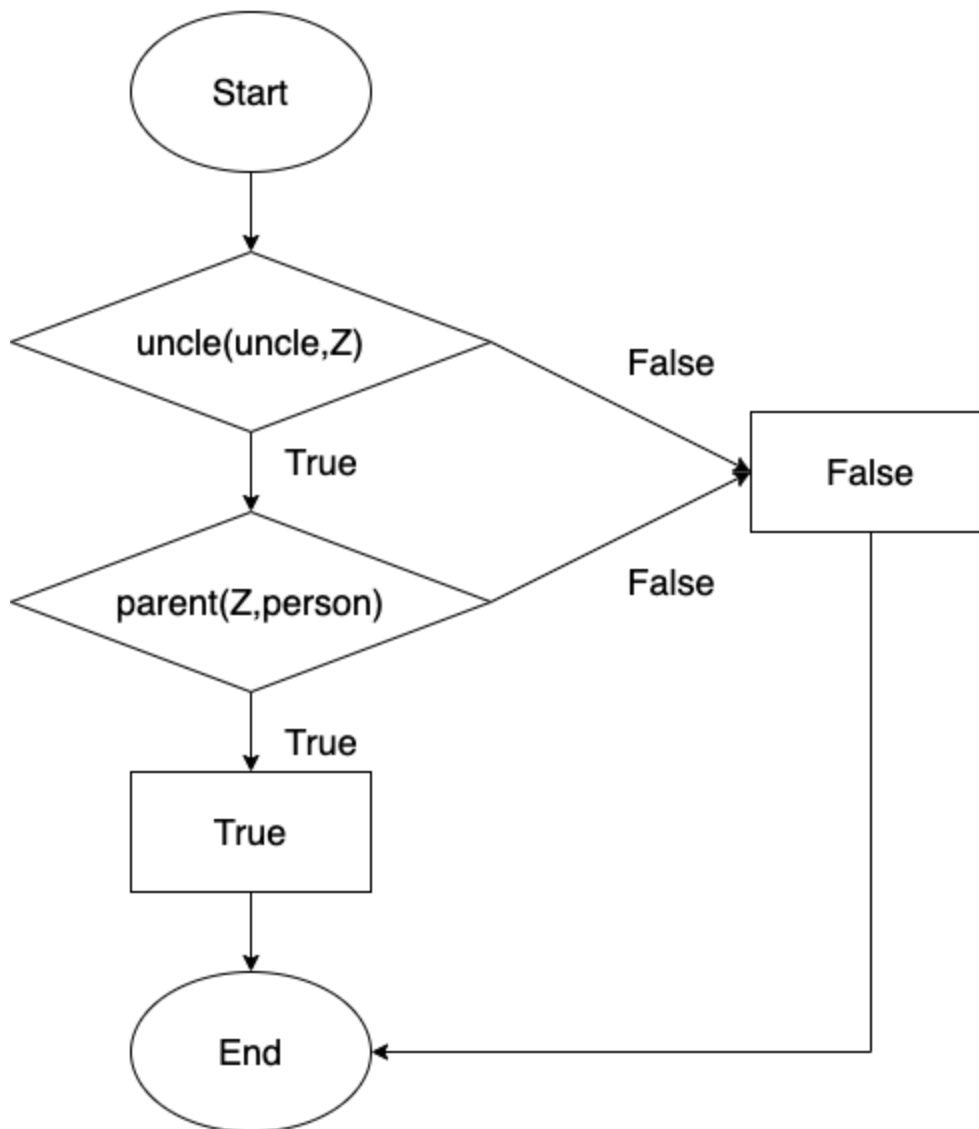 Start
uncle(uncle,Z)
False
True
False
parent(Z,person)
False
True
True
End